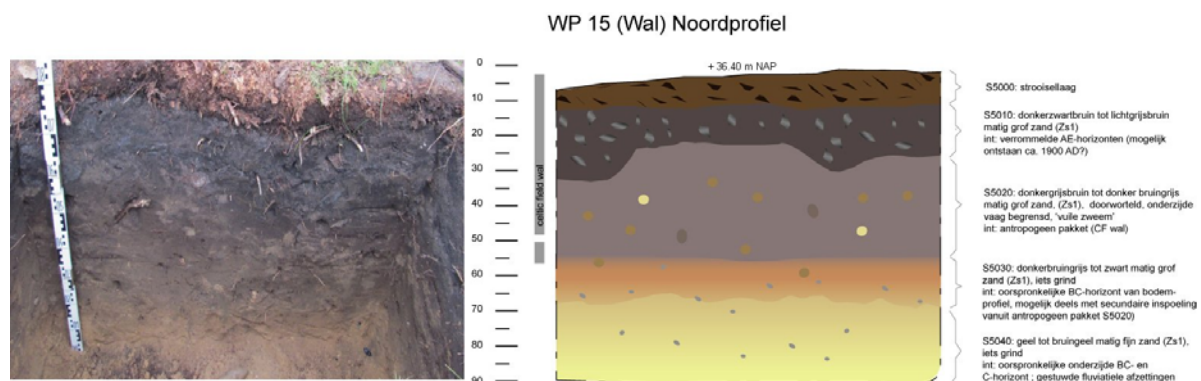 WP 15 (Wal) Noordprofiel
0
10
20
30
40
50
60
70
80
90
celtic field wal
+ 36.40 m NAP
S5000: strooisellaag
S5010: donkerzwartbruin tot lichtgrijsbruin
matig grof zand (Zs1)
int: verrommelde AE-horizonten (mogelijk
ontstaan ca. 1900 AD?)
S5020: donkergrijsbruin tot donker bruingrijs
matig grof zand, (Zs1), doorworteld, onderzijde
vaag begrensd, 'vuile zweem'
int: antropogeen pakket (CF wal)
S5030: donkerbruingrijs tot zwart matig grof
zand (Zs1), iets grind
int: oorspronkelijke BC-horizont van bodem-
profiel, mogelijk deels met secundaire inspoeling
vanuit antropogeen pakket S5020)
S5040: geel tot bruingeel matig fijn zand (Zs1),
iets grind
int: oorspronkelijke onderzijde BC- en
C-horizont ; gestuwde fluviatiele afzettingen